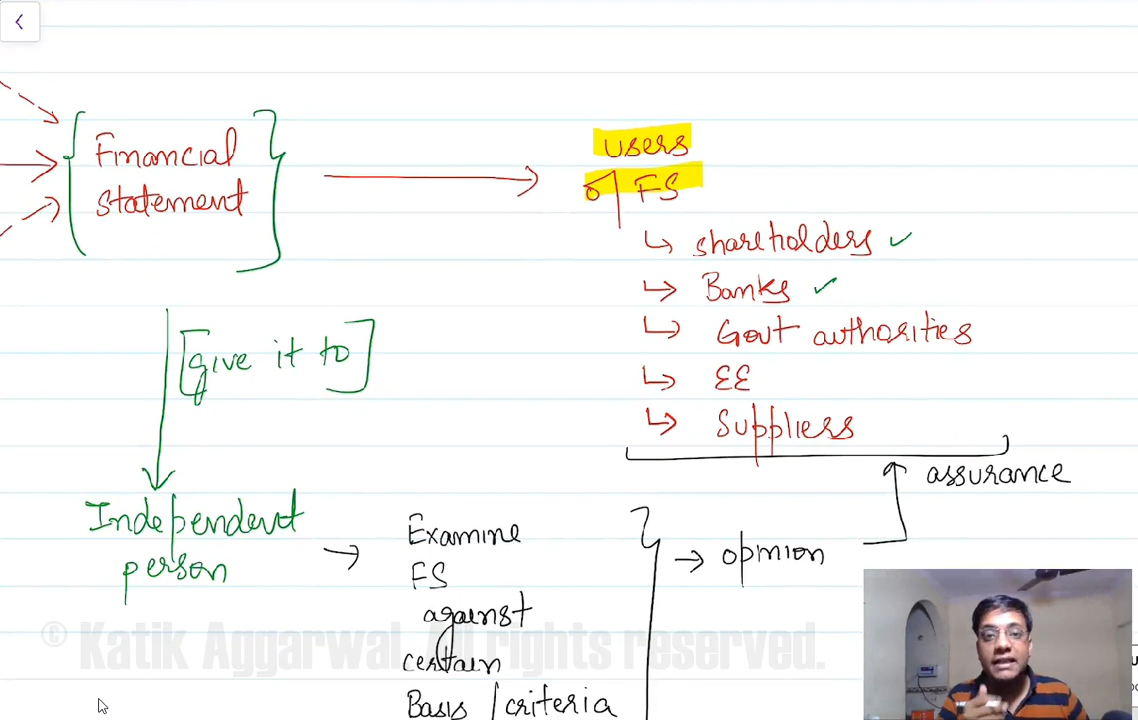 Financial
statement
users
of FS
↳ shareholders ✓
↳ Banks ✓
↳ Govt authorities
↳ EE
↳ Suppliers
[give it to]
assurance
Independent
person
→ Examine
FS
against
certain
Basis / criteria
→ opinion
© Katik Aggarwal. All rights reserved.